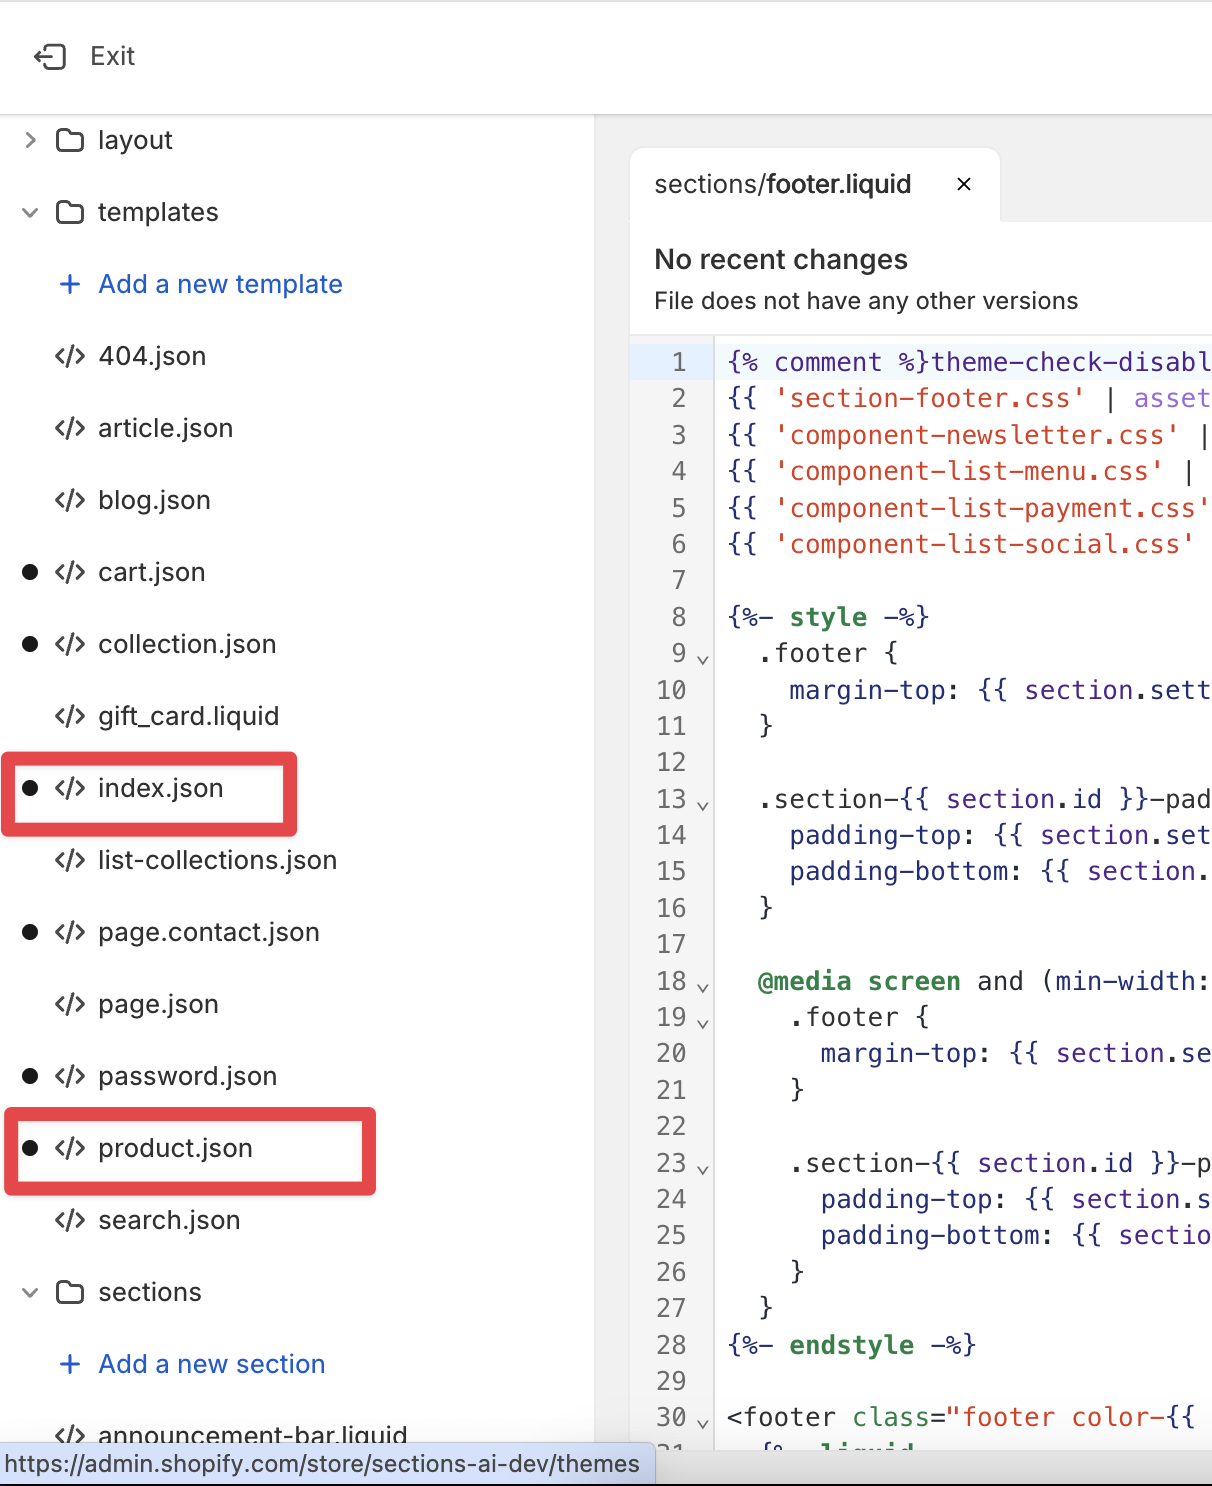 Exit
layout
templates
Add a new template
404.json
article.json
blog.json
cart.json
collection.json
gift_card.liquid
index.json
list-collections.json
page.contact.json
page.json
password.json
product.json
search.json
sections
Add a new section
announcement-bar.liquid
https://admin.shopify.com/store/sections-ai-dev/themes
sections/footer.liquid
No recent changes
File does not have any other versions
1 {% comment %}theme-check-disabl
2 {{ 'section-footer.css' | asset
3 {{ 'component-newsletter.css' |
4 {{ 'component-list-menu.css' |
5 {{ 'component-list-payment.css'
6 {{ 'component-list-social.css'
7
8 {%- style -%}
9 .footer {
10 margin-top: {{ section.sett
11 }
12
13 .section-{{ section.id }}-pad
14 padding-top: {{ section.set
15 padding-bottom: {{ section.
16 }
17
18 @media screen and (min-width:
19 .footer {
20 margin-top: {{ section.se
21 }
22
23 .section-{{ section.id }}-p
24 padding-top: {{ section.s
25 padding-bottom: {{ sectio
26 }
27 }
28 {%- endstyle -%}
29
30 <footer class="footer color-{{
31 {%- liquid